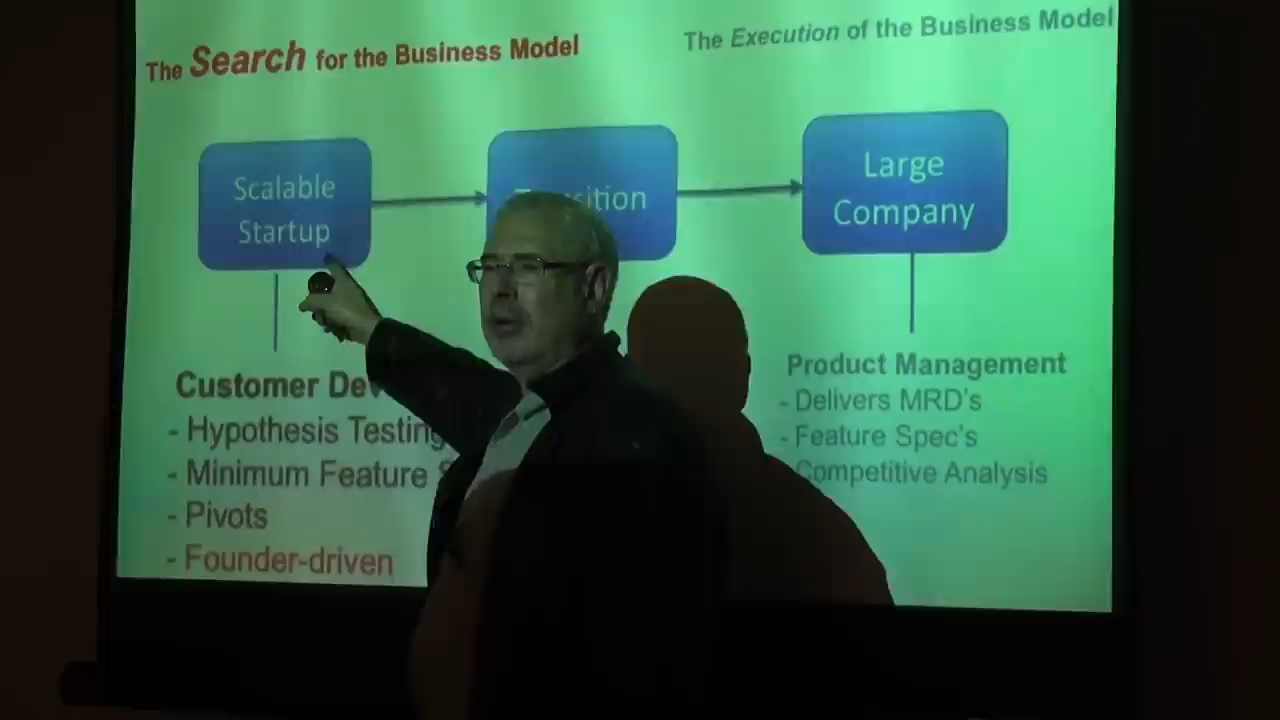 The Search for the Business Model
The Execution of the Business Model
Scalable
Startup
Large
Company
Customer
- Hypothesis Testing
- Minimum Feature
- Pivots
- Founder-driven
Product Management
- Delivers MRD's
- Feature Spec's
Competitive Analysis